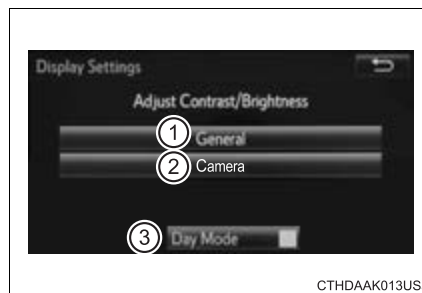 Display Settings
Adjust Contrast/Brightness
1 General
2 Camera
3 Day Mode
CTHDAAK013US